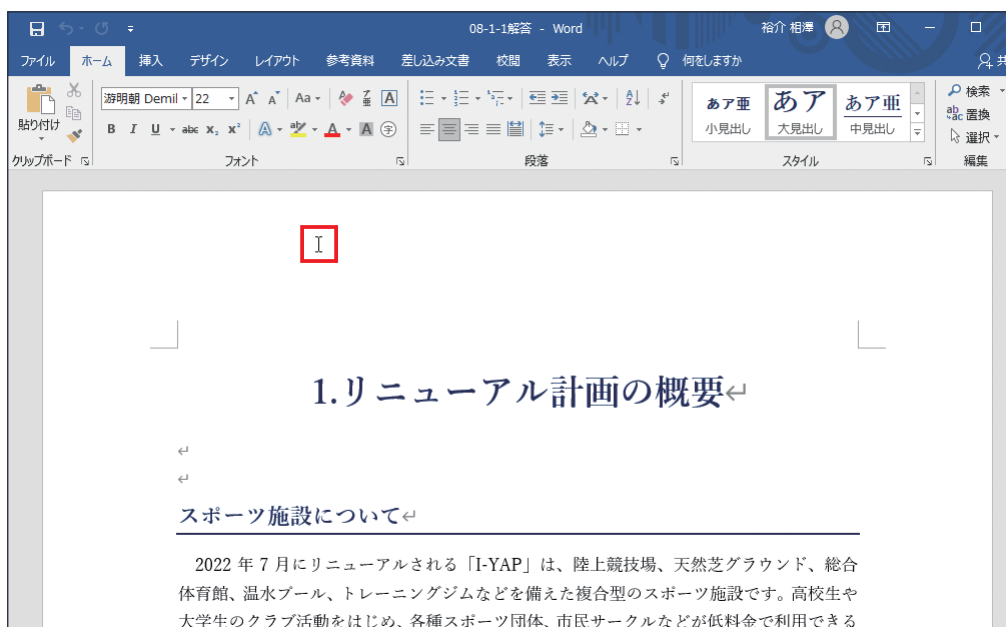 08-1-1解答 - Word
裕介 相澤
ファイル ホーム 挿入 デザイン レイアウト 参考資料 差し込み文書 校閲 表示 ヘルプ 何をしますか
游明朝 Demil 22 Aa
検索
置換
選択
貼り付け
B I U abc X₂ X² A A A 字
あア亜 小見出し
あア 大見出し
あア亜 中見出し
クリップボード フォント 段落 スタイル 編集
1.リニューアル計画の概要↵
↵
↵
スポーツ施設について↵
2022 年 7 月にリニューアルされる「I-YAP」は、陸上競技場、天然芝グラウンド、総合
体育館、温水プール、トレーニングジムなどを備えた複合型のスポーツ施設です。高校生や
大学生のクラブ活動をはじめ、各種スポーツ団体、市民サークルなどが低料金で利用できる